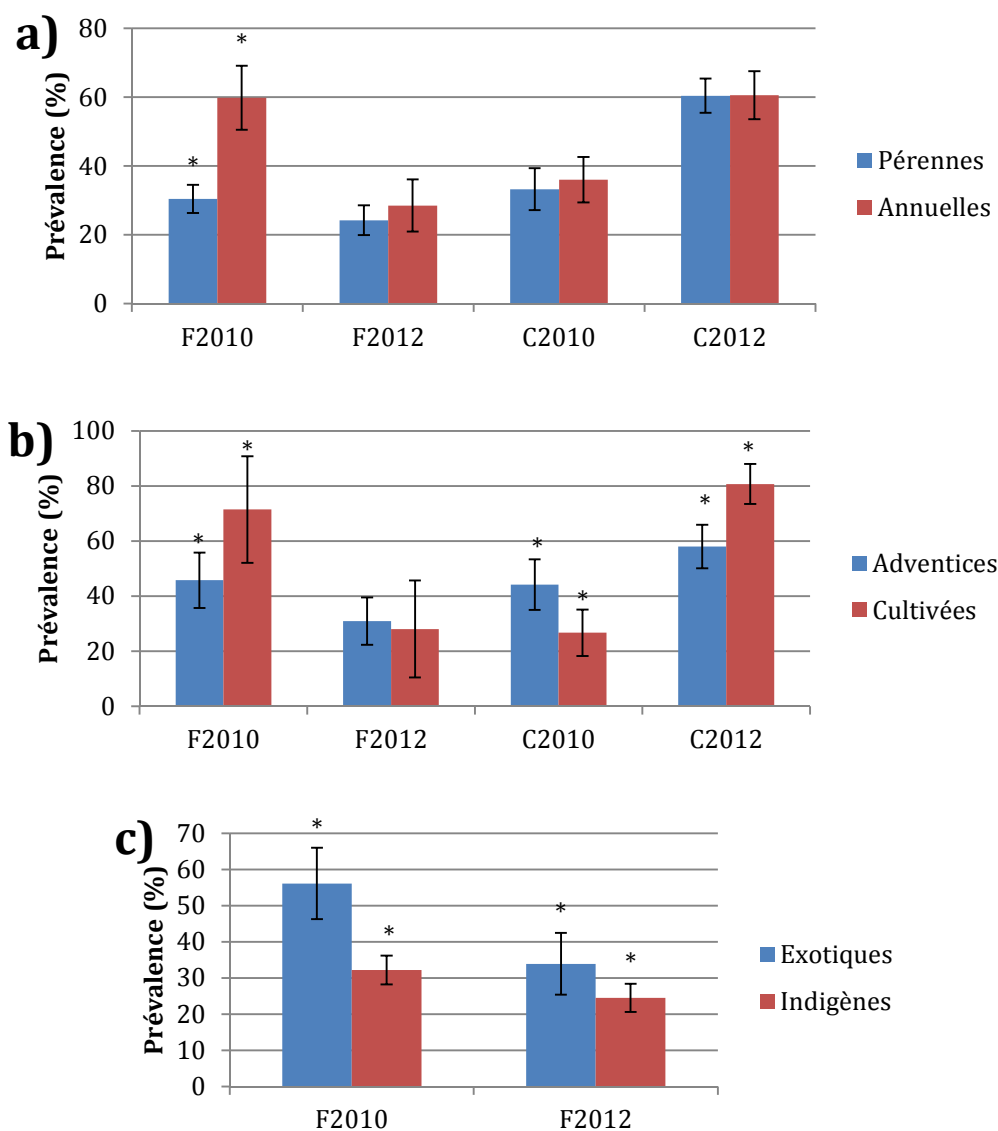 a)
Prévalence (%)
80
60
40
20
0
* *
* *
F2010 F2012 C2010 C2012
Pérennes
Annuelles
b)
Prévalence (%)
100
80
60
40
20
0
* * * * * *
F2010 F2012 C2010 C2012
Adventices
Cultivées
c)
Prévalence (%)
70
60
50
40
30
20
10
0
* * * *
F2010 F2012
Exotiques
Indigènes